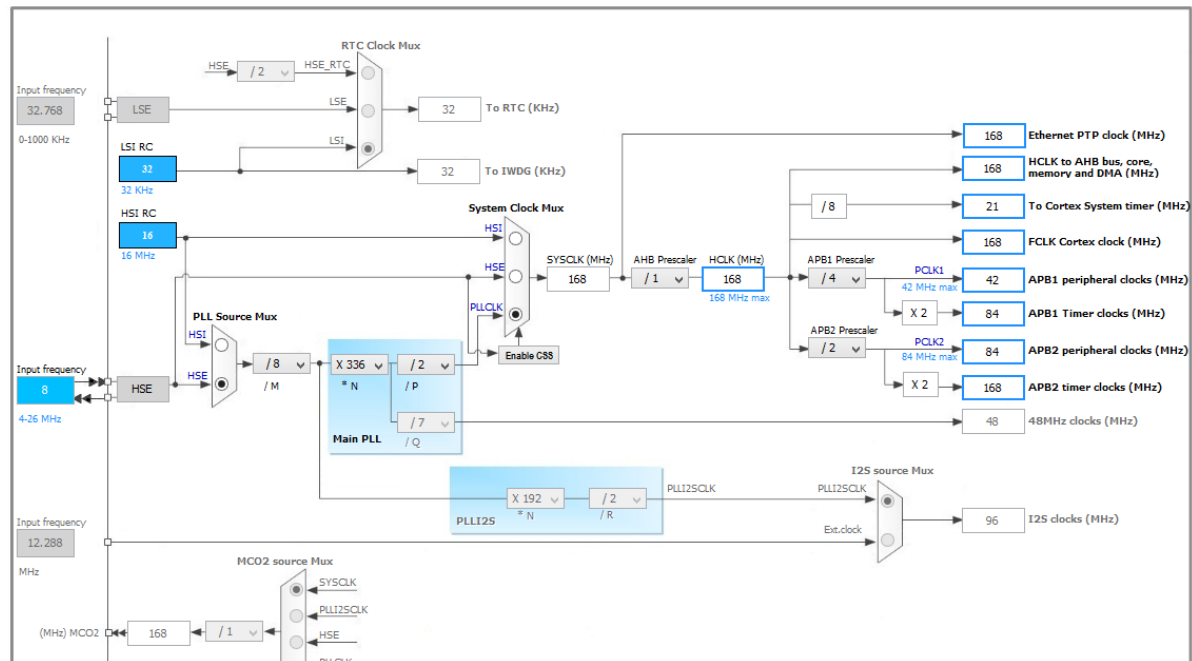 RTC Clock Mux
HSE
/ 2
HSE_RTC
Input frequency
32.768
0-1000 KHz
LSE
LSE
32
To RTC (KHz)
LSI RC
32
32 KHz
LSI
32
To IWDG (KHz)
HSI RC
16
16 MHz
System Clock Mux
HSI
HSE
PLLCLK
Enable CSS
SYSCLK (MHz)
168
AHB Prescaler
/ 1
HCLK (MHz)
168
168 MHz max
168
Ethernet PTP clock (MHz)
168
HCLK to AHB bus, core,
memory and DMA (MHz)
/ 8
21
To Cortex System timer (MHz)
168
FCLK Cortex clock (MHz)
APB1 Prescaler
/ 4
PCLK1
42 MHz max
42
APB1 peripheral clocks (MHz)
X 2
84
APB1 Timer clocks (MHz)
APB2 Prescaler
/ 2
PCLK2
84 MHz max
84
APB2 peripheral clocks (MHz)
X 2
168
APB2 timer clocks (MHz)
PLL Source Mux
HSI
HSE
Input frequency
8
4-26 MHz
HSE
/ 8
/ M
X 336
* N
/ 2
/ P
/ 7
/ Q
Main PLL
48
48MHz clocks (MHz)
X 192
* N
/ 2
/ R
PLLI2S
PLLI2SCLK
I2S source Mux
PLLI2SCLK
Ext.clock
96
I2S clocks (MHz)
Input frequency
12.288
MHz
MCO2 source Mux
SYSCLK
PLLI2SCLK
HSE
(MHz) MCO2
168
/ 1